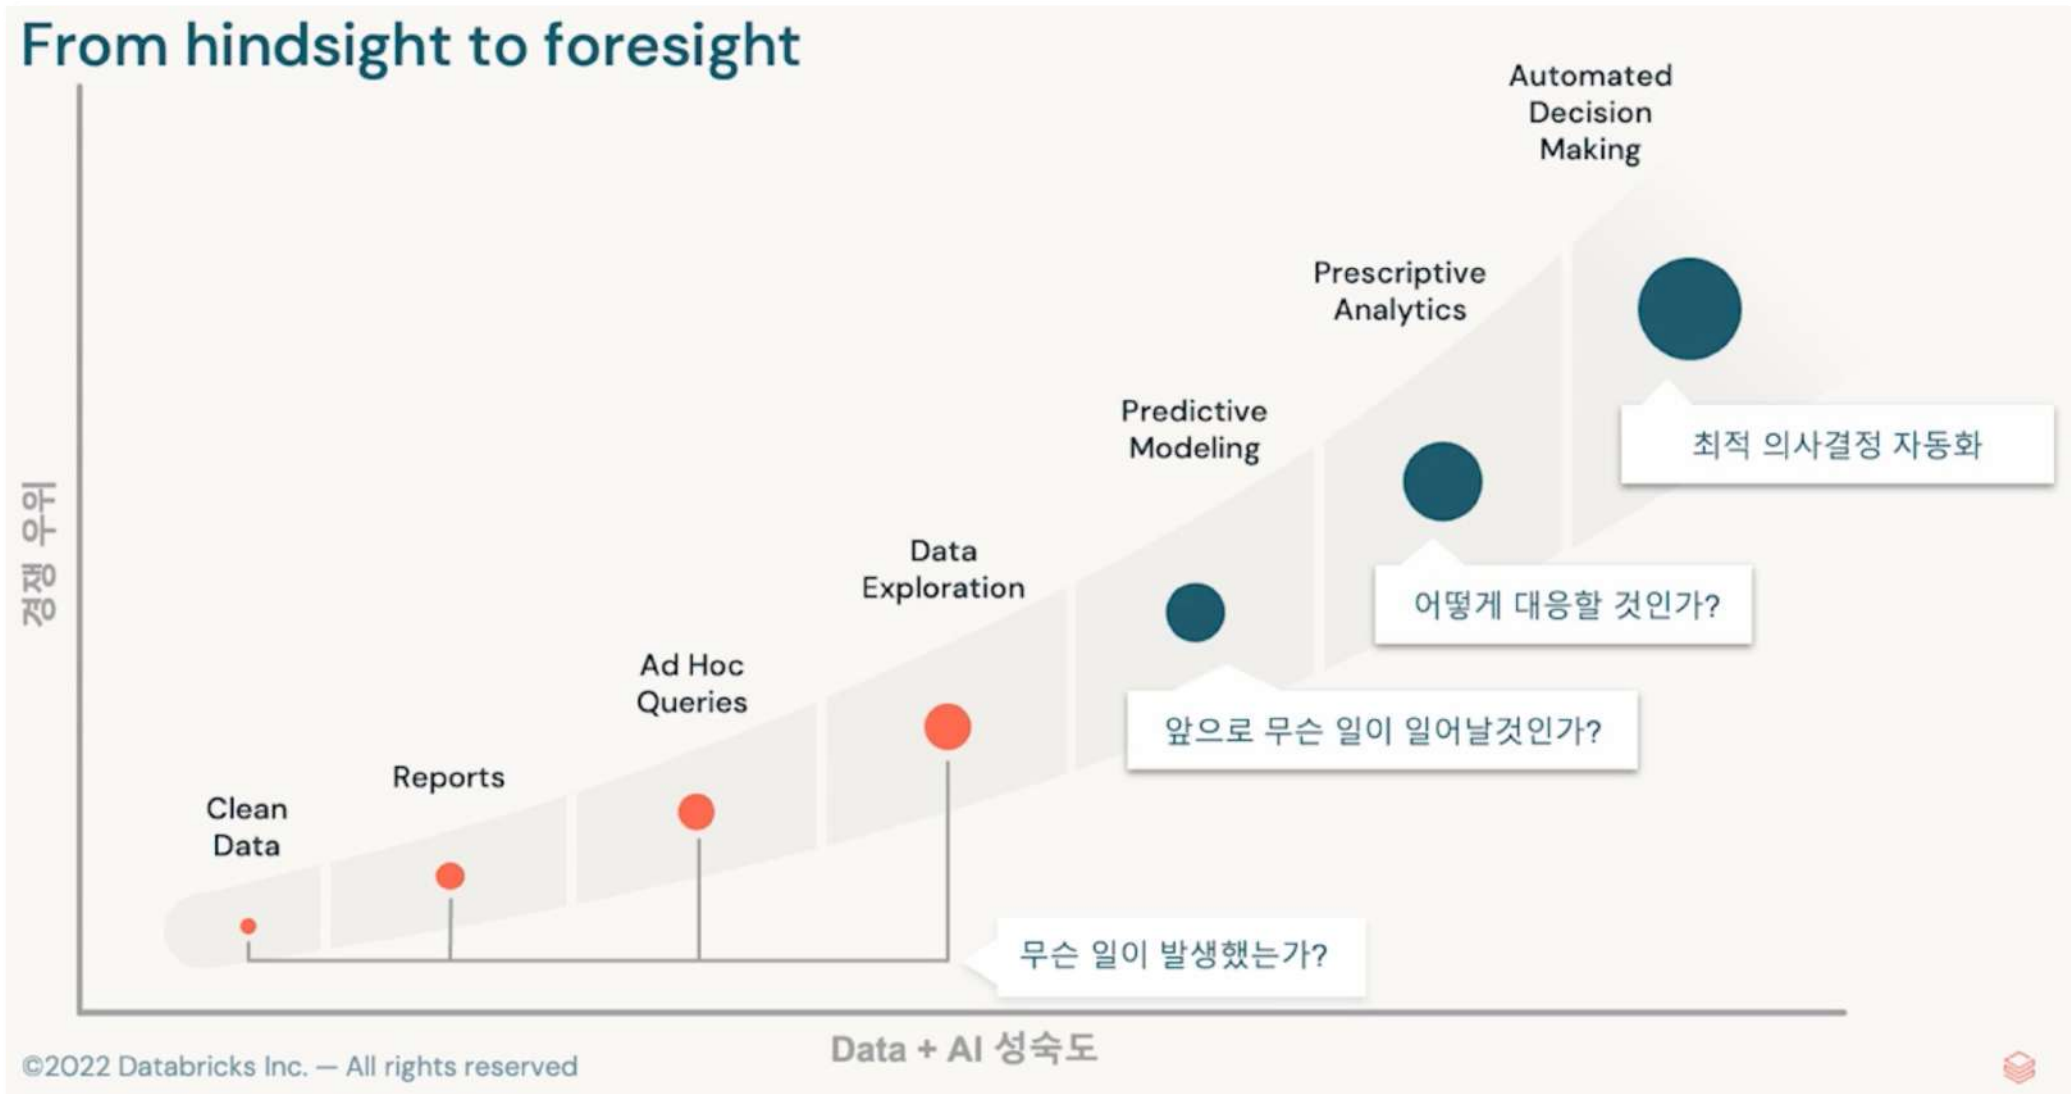 From hindsight to foresight
Automated
Decision
Making
Prescriptive
Analytics
최적 의사결정 자동화
Predictive
Modeling
어떻게 대응할 것인가?
Data
Exploration
앞으로 무슨 일이 일어날것인가?
Ad Hoc
Queries
Reports
Clean
Data
무슨 일이 발생했는가?
경쟁 우위
Data + AI 성숙도
©2022 Databricks Inc. — All rights reserved